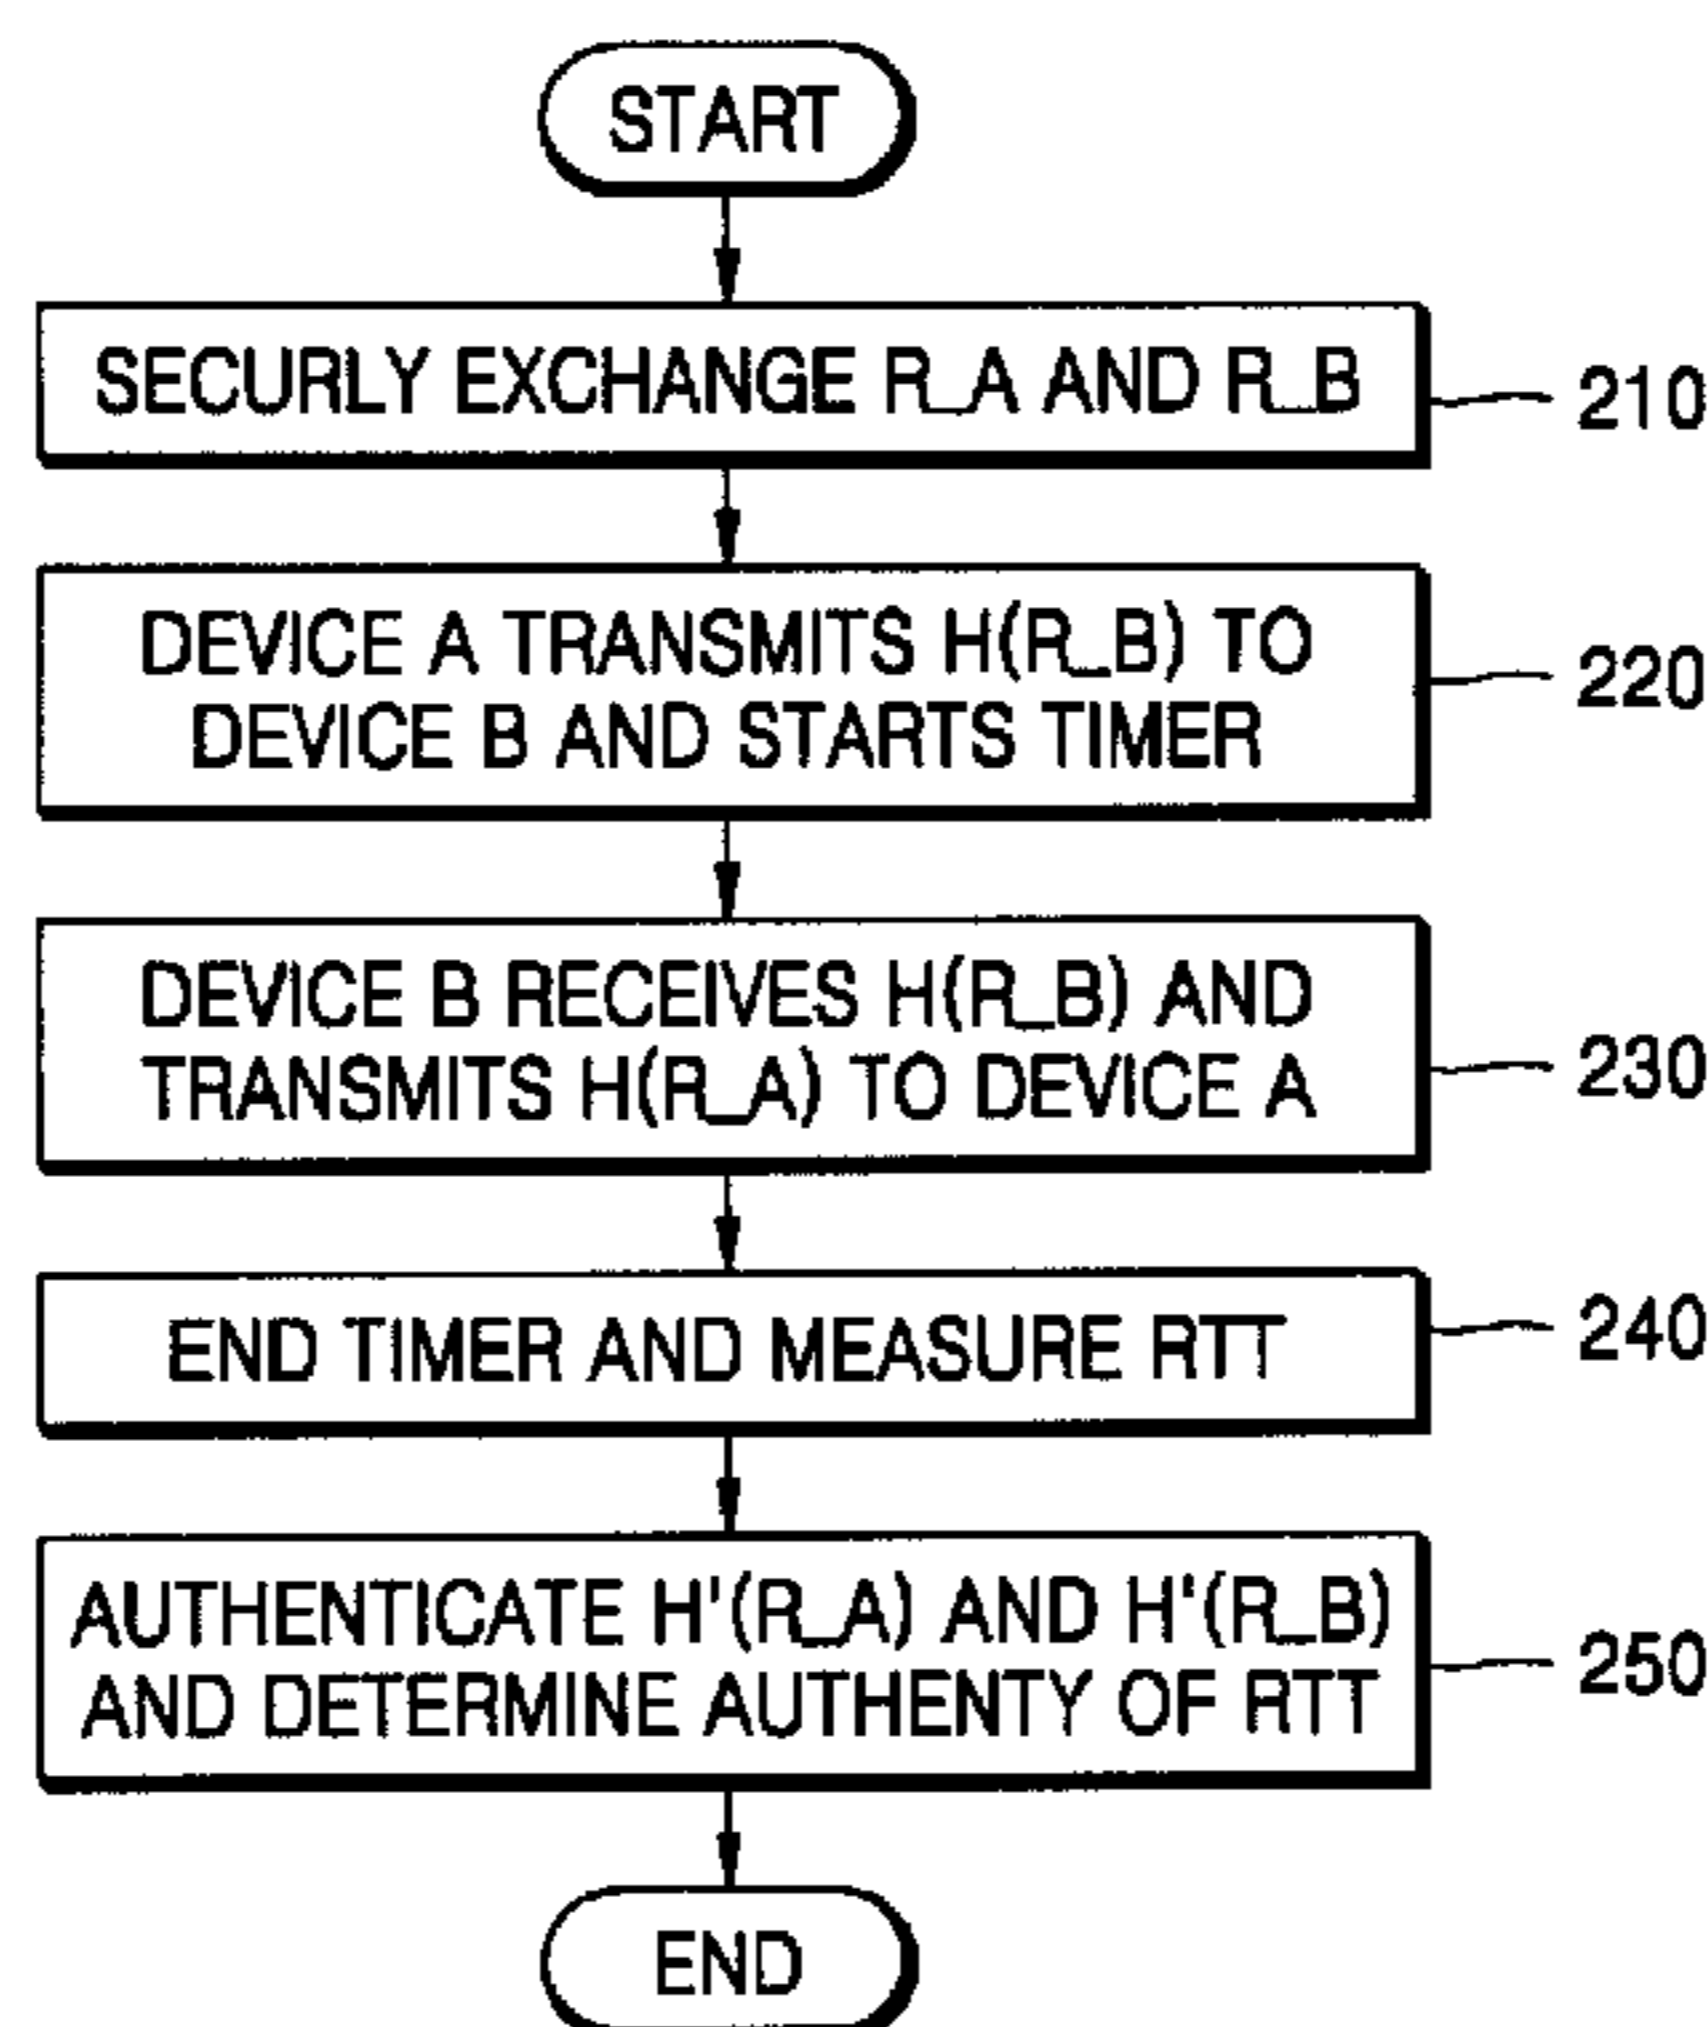 START
SECURLY EXCHANGE R_A AND R_B
210
DEVICE A TRANSMITS H(R_B) TO
DEVICE B AND STARTS TIMER
220
DEVICE B RECEIVES H(R_B) AND
TRANSMITS H(R_A) TO DEVICE A
230
END TIMER AND MEASURE RTT
240
AUTHENTICATE H'(R_A) AND H'(R_B)
AND DETERMINE AUTHENTY OF RTT
250
END